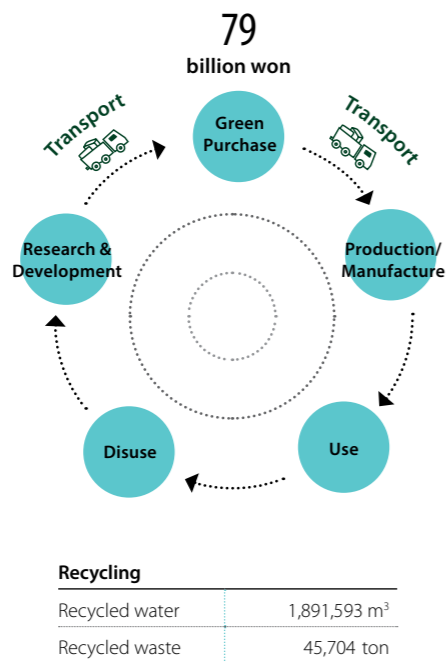 79
billion won
Transport
Transport
Green
Purchase
Research &
Development
Production/
Manufacture
Disuse
Use
Recycling
Recycled water 1,891,593 m³
Recycled waste 45,704 ton